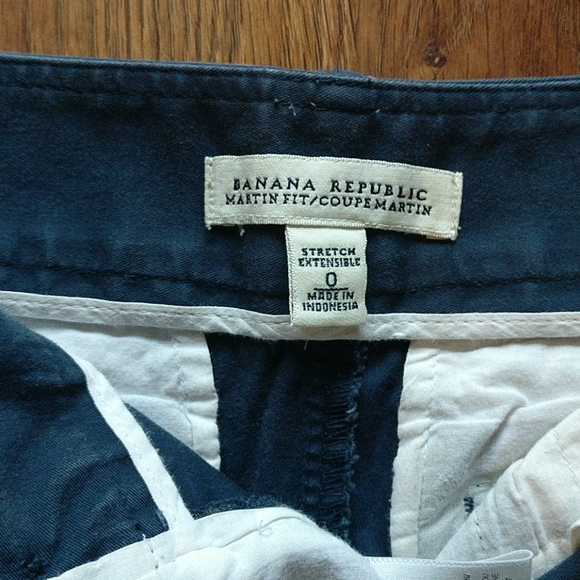 BANANA REPUBLIC
MARTIN FIT/COUPE MARTIN
STRETCH
EXTENSIBLE
0
MADE IN
INDONESIA